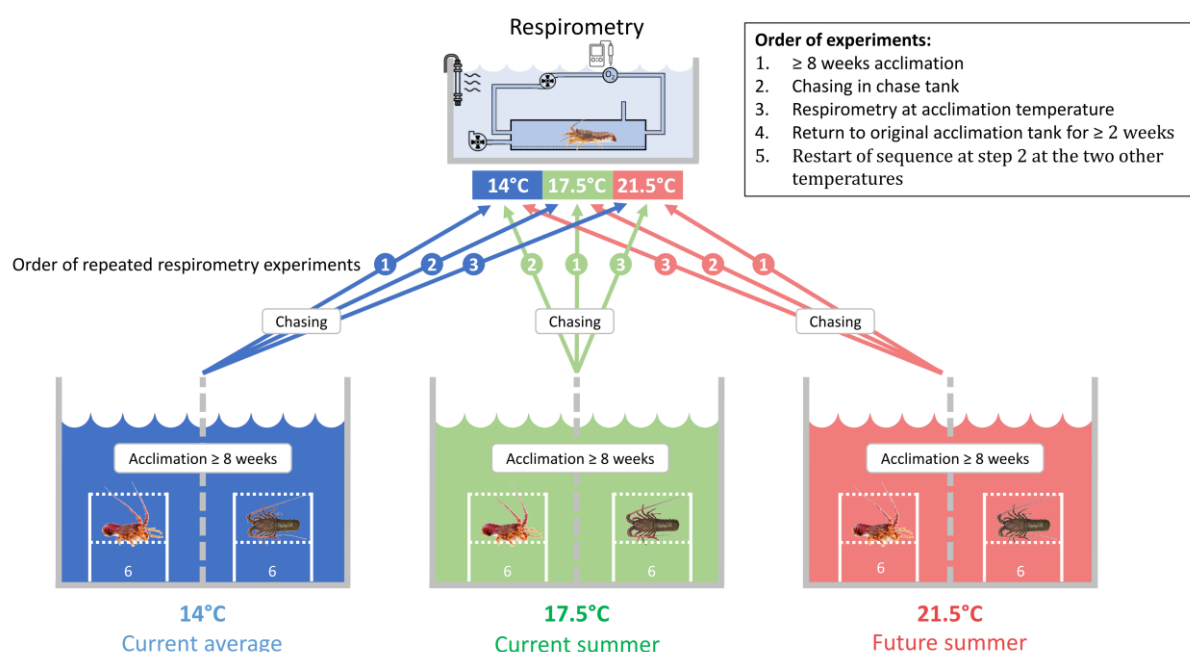 Respirometry
O₂
14°C 17.5°C 21.5°C
Order of experiments:
1. ≥ 8 weeks acclimation
2. Chasing in chase tank
3. Respirometry at acclimation temperature
4. Return to original acclimation tank for ≥ 2 weeks
5. Restart of sequence at step 2 at the two other
temperatures
Order of repeated respirometry experiments 1 2 3 2 1 3 3 2 1
Chasing Chasing Chasing
Acclimation ≥ 8 weeks Acclimation ≥ 8 weeks Acclimation ≥ 8 weeks
6 6 6 6 6 6
14°C 17.5°C 21.5°C
Current average Current summer Future summer